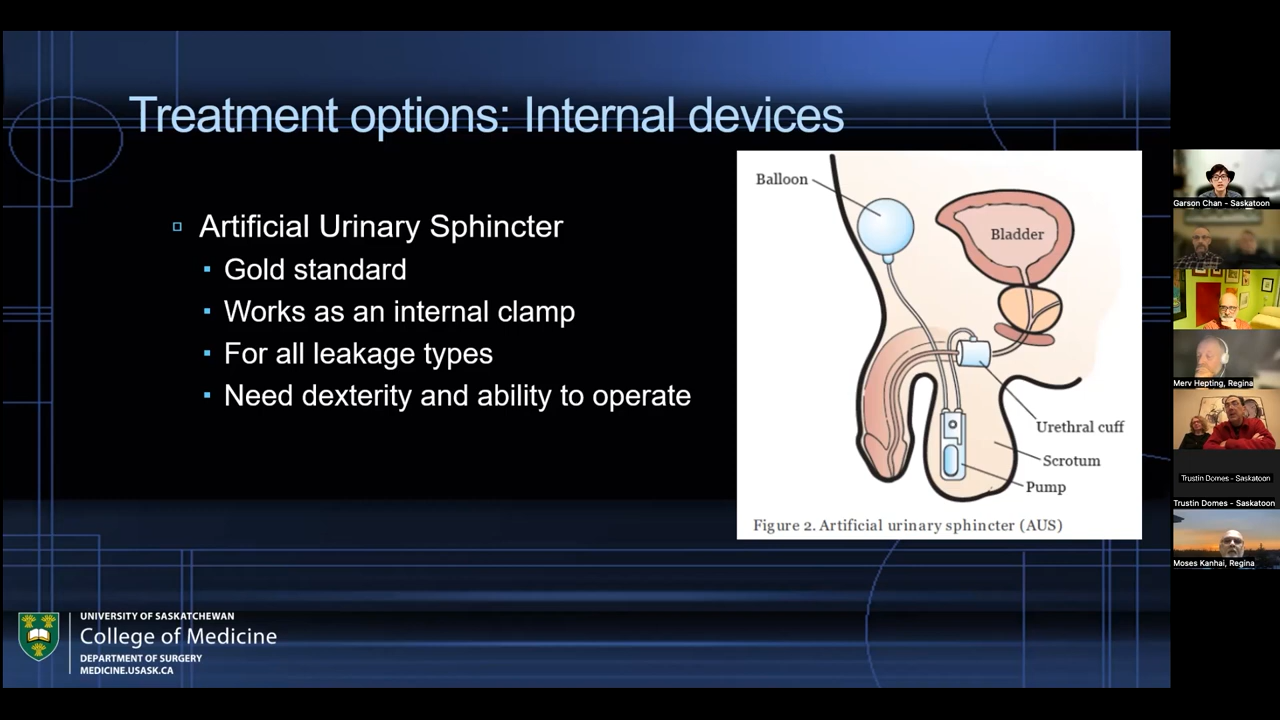 Treatment options: Internal devices
Artificial Urinary Sphincter
Gold standard
Works as an internal clamp
For all leakage types
Need dexterity and ability to operate
Balloon
Bladder
Urethral cuff
Scrotum
Pump
Figure 2. Artificial urinary sphincter (AUS)
UNIVERSITY OF SASKATCHEWAN
College of Medicine
DEPARTMENT OF SURGERY
MEDICINE.USASK.CA
Garson Chan - Saskatoon
Merv Hepting, Regina
Trustin Domes - Saskatoon
Trustin Domes - Saskatoon
Moses Kanhai, Regina